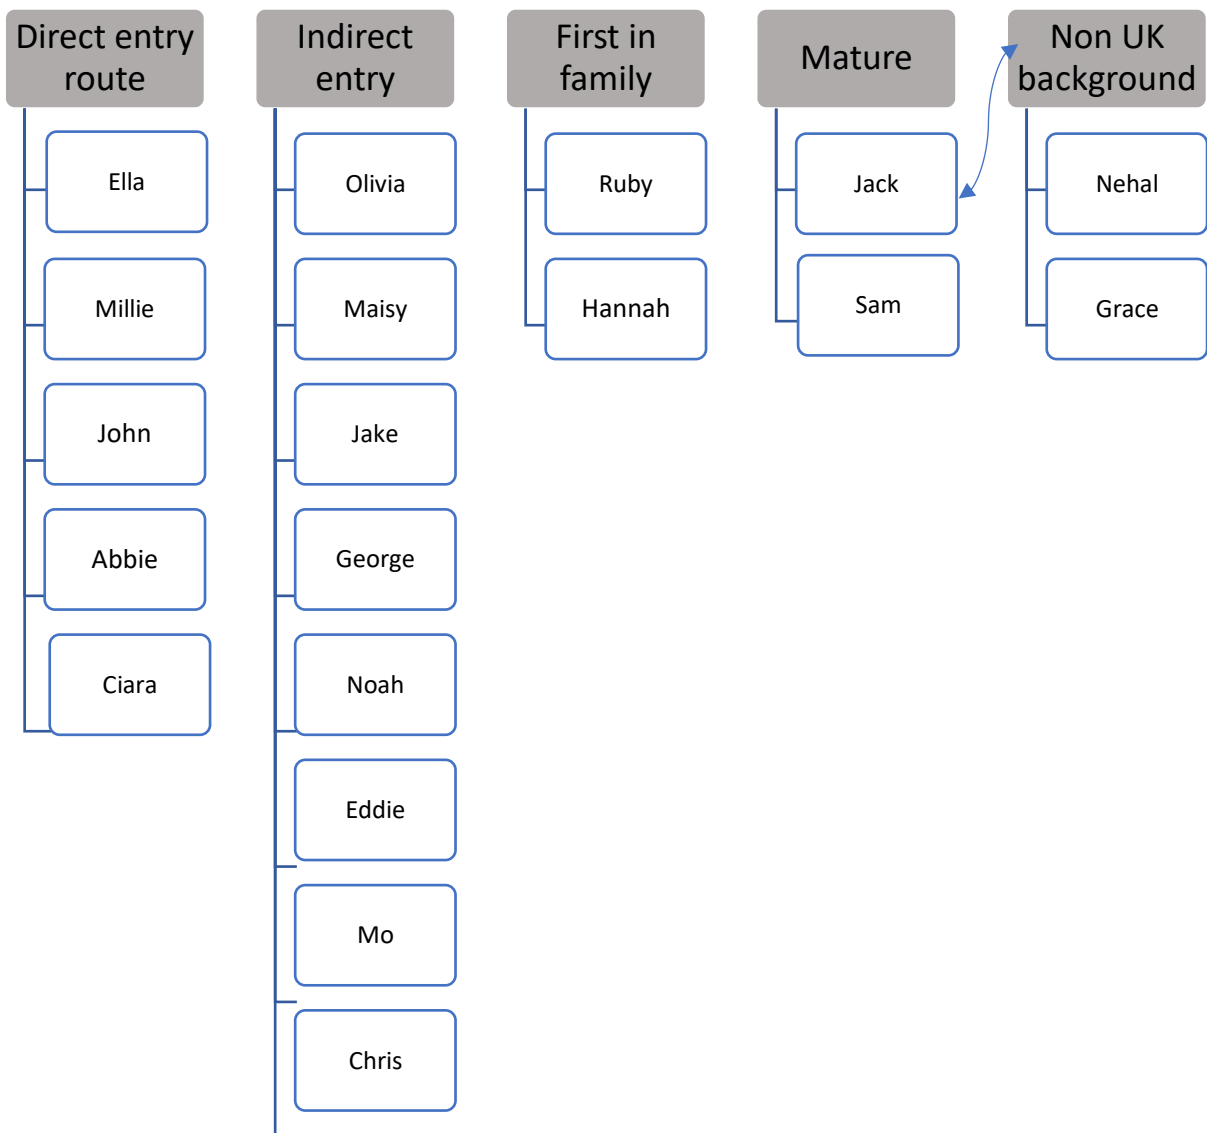 Direct entry
route
Ella
Millie
John
Abbie
Ciara
Indirect
entry
Olivia
Maisy
Jake
George
Noah
Eddie
Mo
Chris
First in
family
Ruby
Hannah
Mature
Jack
Sam
Non UK
background
Nehal
Grace